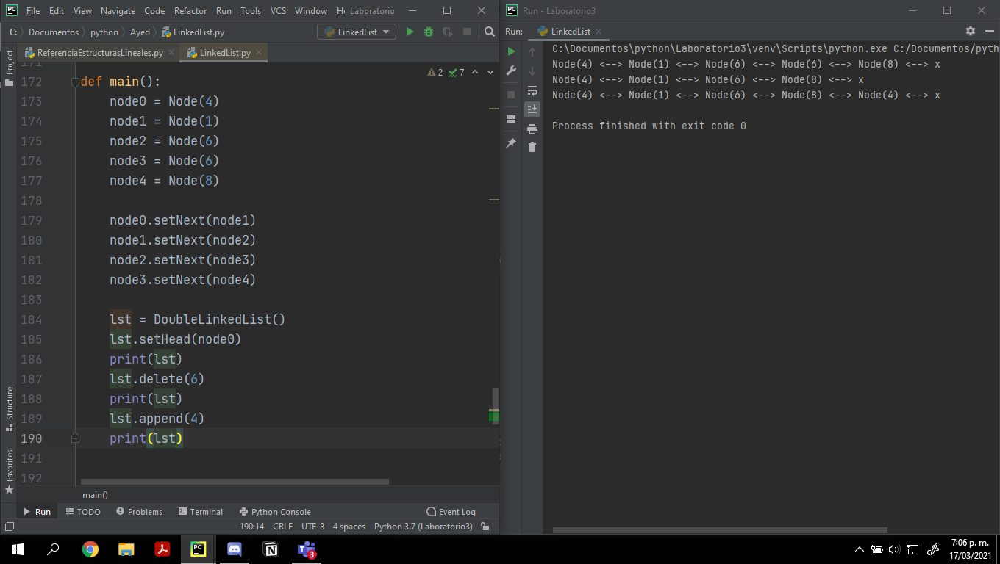 File Edit View Navigate Code Refactor Run Tools VCS Window Laboratorio
C: Documentos python Ayed LinkedList.py LinkedList
ReferenciaEstructurasLineales.py LinkedList.py
Project
2 7
171
172 def main():
173 node0 = Node(4)
174 node1 = Node(1)
175 node2 = Node(6)
176 node3 = Node(6)
177 node4 = Node(8)
178
179 node0.setNext(node1)
180 node1.setNext(node2)
181 node2.setNext(node3)
182 node3.setNext(node4)
183
184 lst = DoubleLinkedList()
185 lst.setHead(node0)
186 print(lst)
187 lst.delete(6)
188 print(lst)
189 lst.append(4)
190 print(lst)
191
192
Structure
Favorites
main()
Run TODO Problems Terminal Python Console Event Log
190:14 CRLF UTF-8 4 spaces Python 3.7 (Laboratorio3)
Run - Laboratorio3
Run: LinkedList
C:\Documentos\python\Laboratorio3\venv\Scripts\python.exe C:/Documentos/pyth
Node(4) <--> Node(1) <--> Node(6) <--> Node(6) <--> Node(8) <--> x
Node(4) <--> Node(1) <--> Node(6) <--> Node(8) <--> x
Node(4) <--> Node(1) <--> Node(6) <--> Node(8) <--> Node(4) <--> x
Process finished with exit code 0
3
7:06 p. m.
17/03/2021